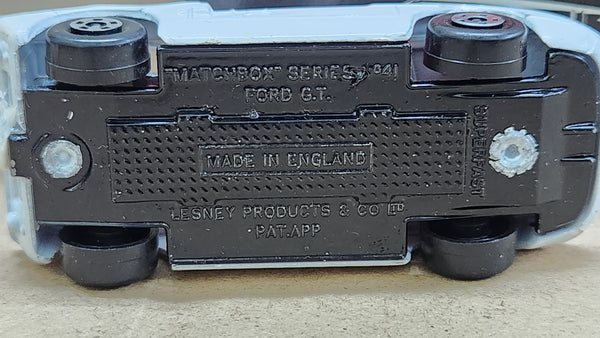 "MATCHBOX" SERIES No 41
FORD G.T.
MADE IN ENGLAND
SUPERFAST
LESNEY PRODUCTS & CO LTD
PAT.APP